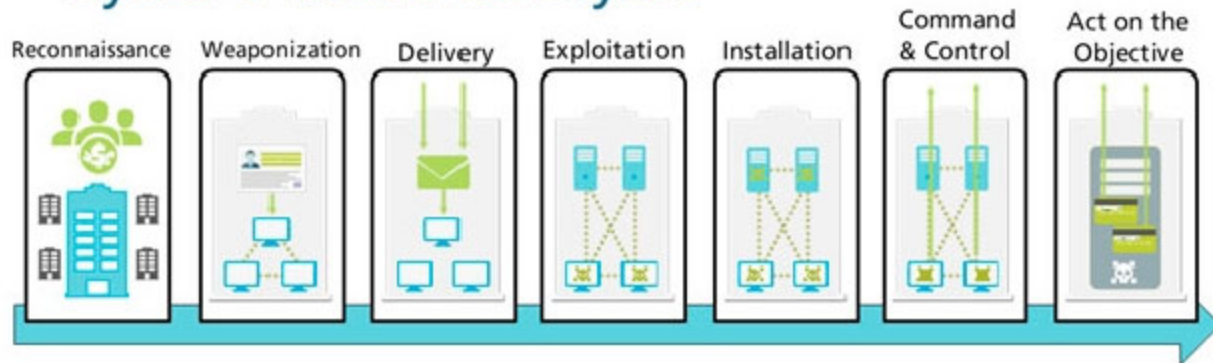 Reconnaissance
Weaponization
Delivery
Exploitation
Installation
Command
& Control
Act on the
Objective